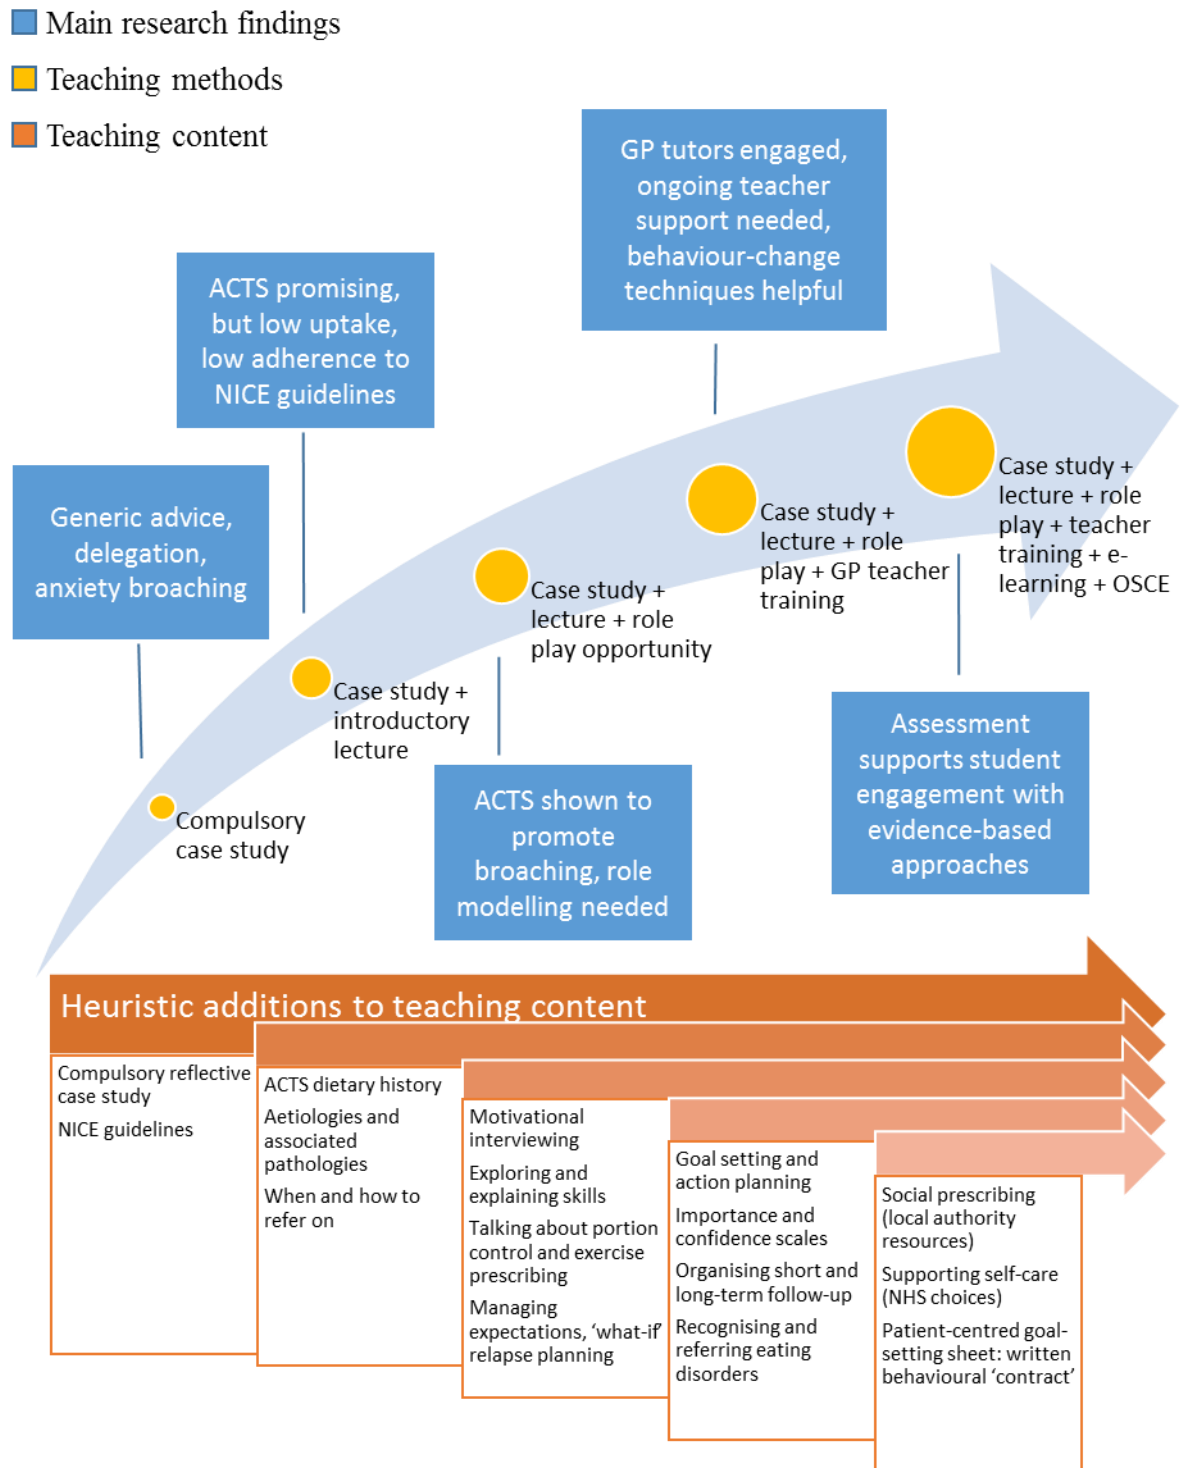 Main research findings
Teaching methods
Teaching content
GP tutors engaged,
ongoing teacher
support needed,
behaviour-change
techniques helpful
ACTS promising,
but low uptake,
low adherence to
NICE guidelines
Generic advice,
delegation,
anxiety broaching
Case study +
lecture + role
play + teacher
training + e-
learning + OSCE
Case study +
lecture + role
play + GP teacher
training
Case study +
lecture + role
play opportunity
Case study +
introductory
lecture
Compulsory
case study
ACTS shown to
promote
broaching, role
modelling needed
Assessment
supports student
engagement with
evidence-based
approaches
Heuristic additions to teaching content
Compulsory reflective
case study
NICE guidelines
ACTS dietary history
Aetiologies and
associated
pathologies
When and how to
refer on
Motivational
interviewing
Exploring and
explaining skills
Talking about portion
control and exercise
prescribing
Managing
expectations, ‘what-if’
relapse planning
Goal setting and
action planning
Importance and
confidence scales
Organising short and
long-term follow-up
Recognising and
referring eating
disorders
Social prescribing
(local authority
resources)
Supporting self-care
(NHS choices)
Patient-centred goal-
setting sheet: written
behavioural ‘contract’